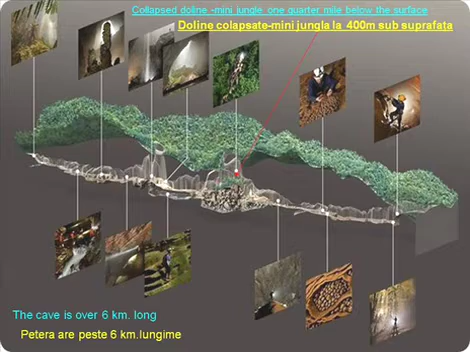 Collapsed doline -mini jungle one quarter mile below the surface
Doline colapsate-mini jungla la 400m sub suprafața
The cave is over 6 km. long
Petera are peste 6 km.lungime